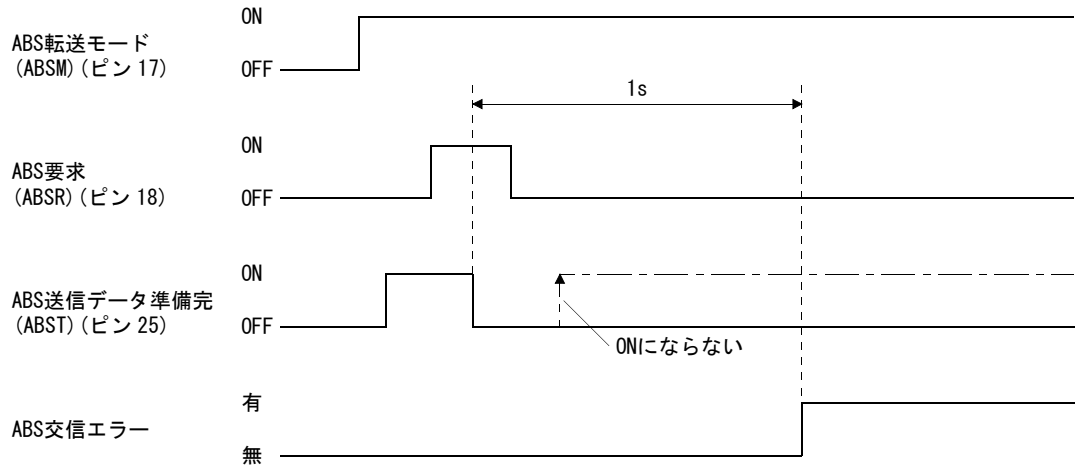 ON
ABS転送モード
(ABSM)(ピン 17)
OFF
1s
ON
ABS要求
(ABSR)(ピン 18)
OFF
ON
ABS送信データ準備完
(ABST)(ピン 25)
OFF
ONにならない
有
ABS交信エラー
無